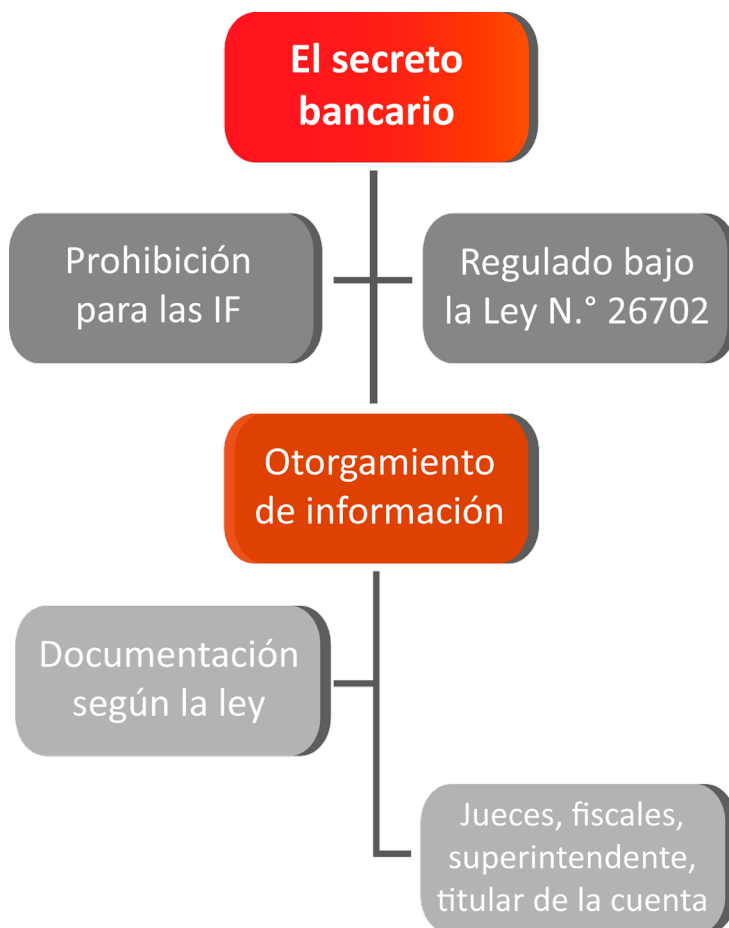 El secreto
bancario
Prohibición
para las IF
Regulado bajo
la Ley N.° 26702
Otorgamiento
de información
Documentación
según la ley
Jueces, fiscales,
superintendente,
titular de la cuenta